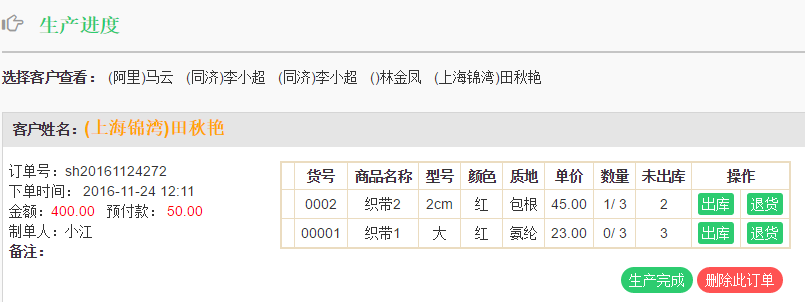 生产进度
选择客户查看： (阿里)马云 (同济)李小超 (同济)李小超 ()林金凤 (上海锦湾)田秋艳
客户姓名：(上海锦湾)田秋艳
订单号：sh20161124272
下单时间： 2016-11-24 12:11
金额：400.00 预付款： 50.00
制单人：小江
备注：
货号 商品名称 型号 颜色 质地 单价 数量 未出库 操作
0002 织带2 2cm 红 包根 45.00 1/ 3 2 出库 退货
00001 织带1 大 红 氨纶 23.00 0/ 3 3 出库 退货
生产完成 删除此订单